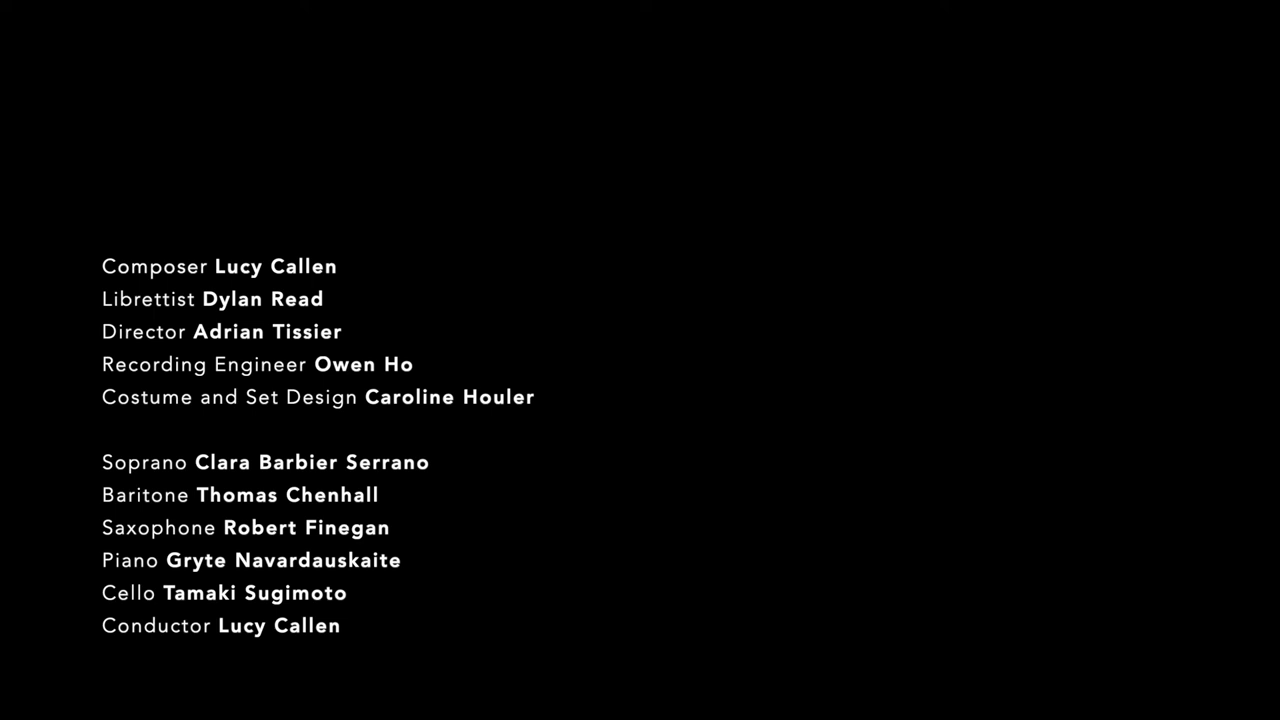 Composer Lucy Callen
Librettist Dylan Read
Director Adrian Tissier
Recording Engineer Owen Ho
Costume and Set Design Caroline Houler
Soprano Clara Barbier Serrano
Baritone Thomas Chenhall
Saxophone Robert Finegan
Piano Gryte Navardauskaite
Cello Tamaki Sugimoto
Conductor Lucy Callen